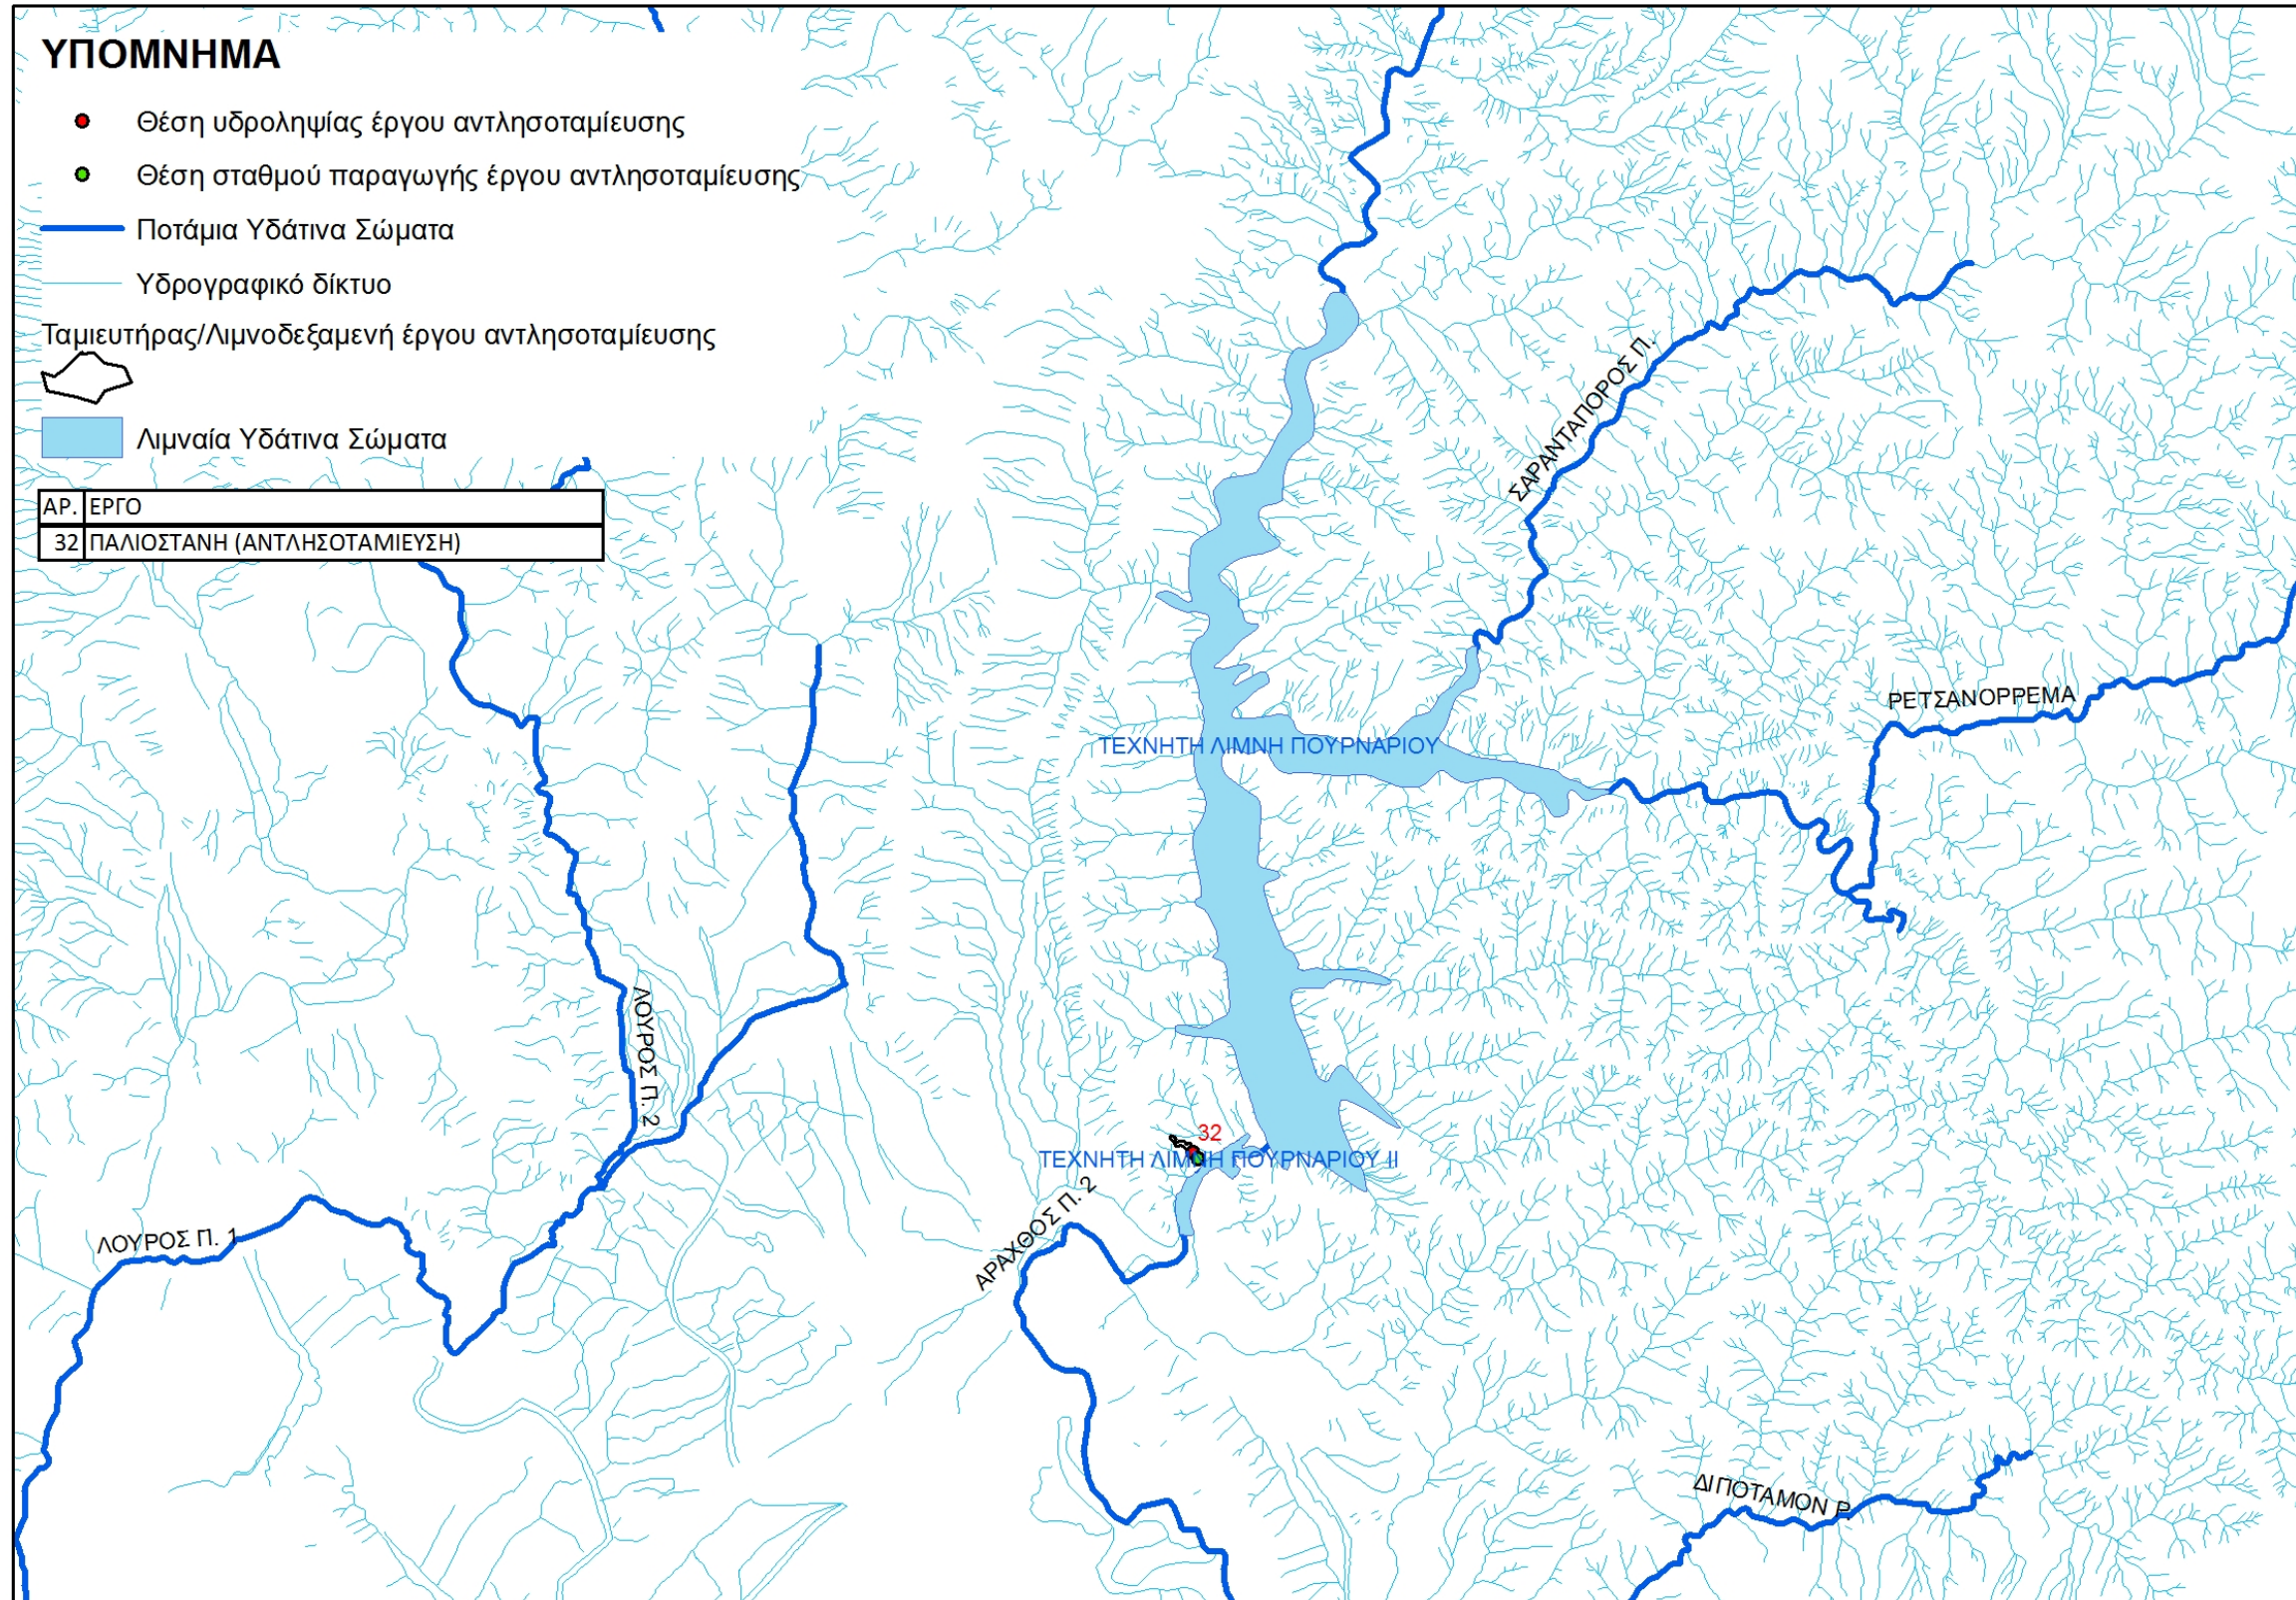 ΥΠΟΜΝΗΜΑ
Θέση υδροληψίας έργου αντλησοταμίευσης
Θέση σταθμού παραγωγής έργου αντλησοταμίευσης
Ποτάμια Υδάτινα Σώματα
Υδρογραφικό δίκτυο
Ταμιευτήρας/Λιμνοδεξαμενή έργου αντλησοταμίευσης
Λιμναία Υδάτινα Σώματα
ΑΡ. ΕΡΓΟ
32 ΠΑΛΙΟΣΤΑΝΗ (ΑΝΤΛΗΣΟΤΑΜΙΕΥΣΗ)
ΣΑΡΑΝΤΑΠΟΡΟΣ Π.
ΡΕΤΣΑΝΟΡΡΕΜΑ
ΤΕΧΝΗΤΗ ΛΙΜΝΗ ΠΟΥΡΝΑΡΙΟΥ
ΛΟΥΡΟΣ Π. 2
32
ΤΕΧΝΗΤΗ ΛΙΜΝΗ ΠΟΥΡΝΑΡΙΟΥ ΙΙ
ΑΡΑΧΘΟΣ Π. 2
ΛΟΥΡΟΣ Π. 1
ΔΙΠΟΤΑΜΟΝ Ρ.